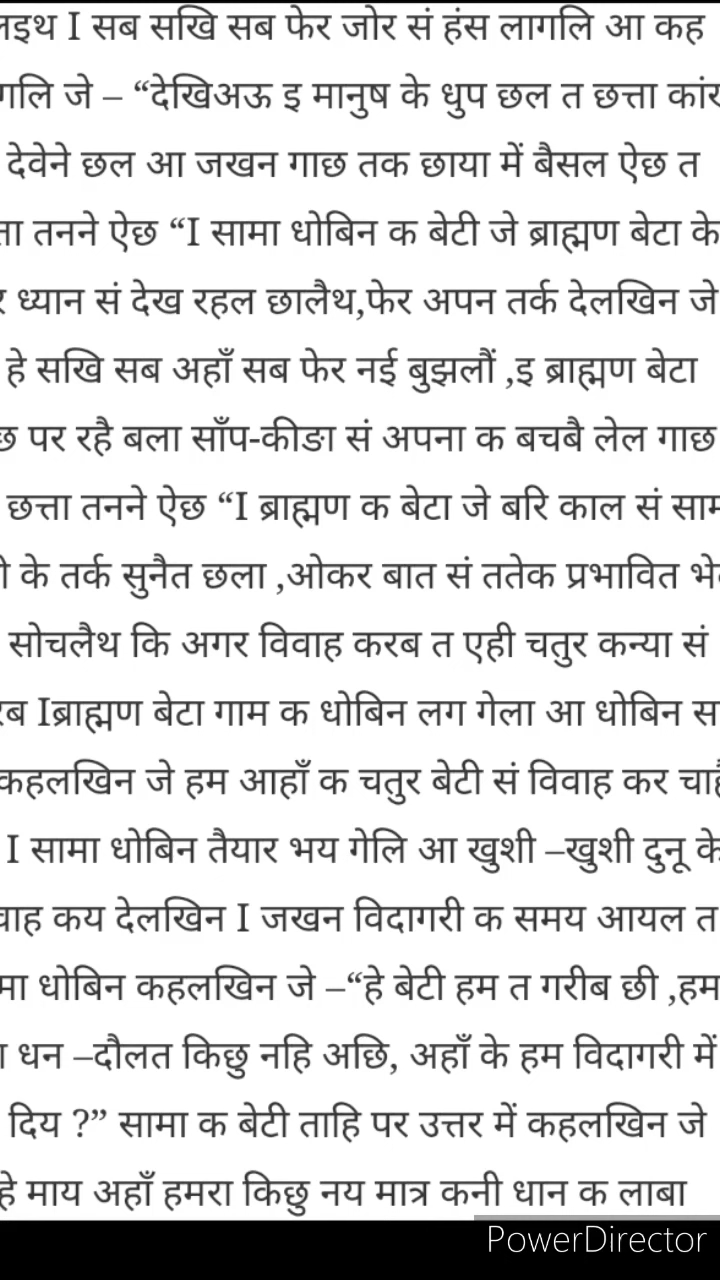 I सब सखि सब फेर जोर सं हंस लागलि आ कह
जे – “देखिअऊ इ मानुष के धुप छल त छत्ता
देवेने छल आ जखन गाछ तक छाया में बैसल ऐछ त
तनने ऐछ “I सामा धोबिन क बेटी जे ब्राह्मण बेटा के
ध्यान सं देख रहल छालैथ,फेर अपन तर्क देलखिन जे
हे सखि सब अहाँ सब फेर नई बुझलौं ,इ ब्राह्मण बेटा
पर रहै बला साँप-कीङा सं अपना क बचबै लेल गाछ
छत्ता तनने ऐछ “I ब्राह्मण क बेटा जे बरि काल सं
के तर्क सुनैत छला ,ओकर बात सं ततेक प्रभावित
सोचलैथ कि अगर विवाह करब त एही चतुर कन्या सं
Iब्राह्मण बेटा गाम क धोबिन लग गेला आ धोबिन
कहलखिन जे हम आहाँ क चतुर बेटी सं विवाह कर
I सामा धोबिन तैयार भय गेलि आ खुशी –खुशी दुनू के
कय देलखिन I जखन विदागरी क समय आयल त
धोबिन कहलखिन जे –“हे बेटी हम त गरीब छी ,हम
धन –दौलत किछु नहि अछि, अहाँ के हम विदागरी में
दिय ?” सामा क बेटी ताहि पर उत्तर में कहलखिन जे
हे माय अहाँ हमरा किछु नय मात्र कनी धान क लाबा
PowerDirector